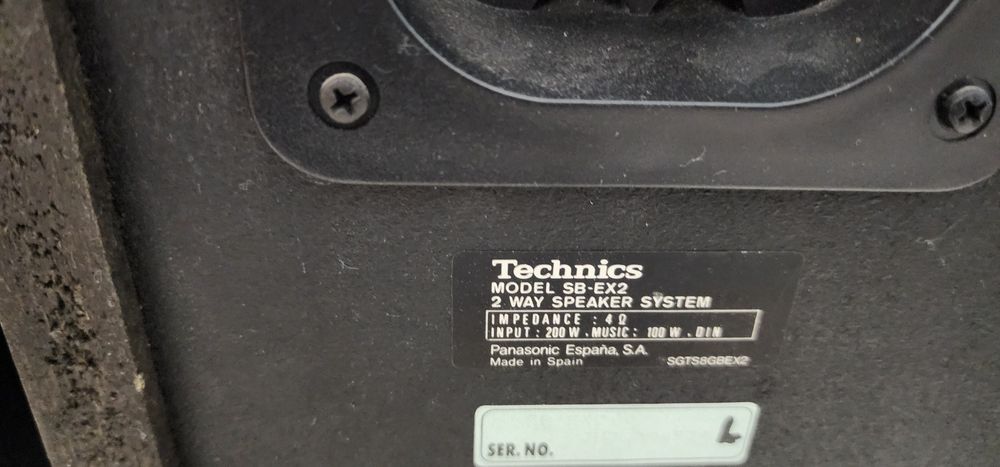 Technics
MODEL SB-EX2
2 WAY SPEAKER SYSTEM
IMPEDANCE : 4 Ω
INPUT : 200 W . MUSIC : 100 W . DIN
Panasonic España, S.A.
Made in Spain SGTS8GBEX2
SER. NO. L